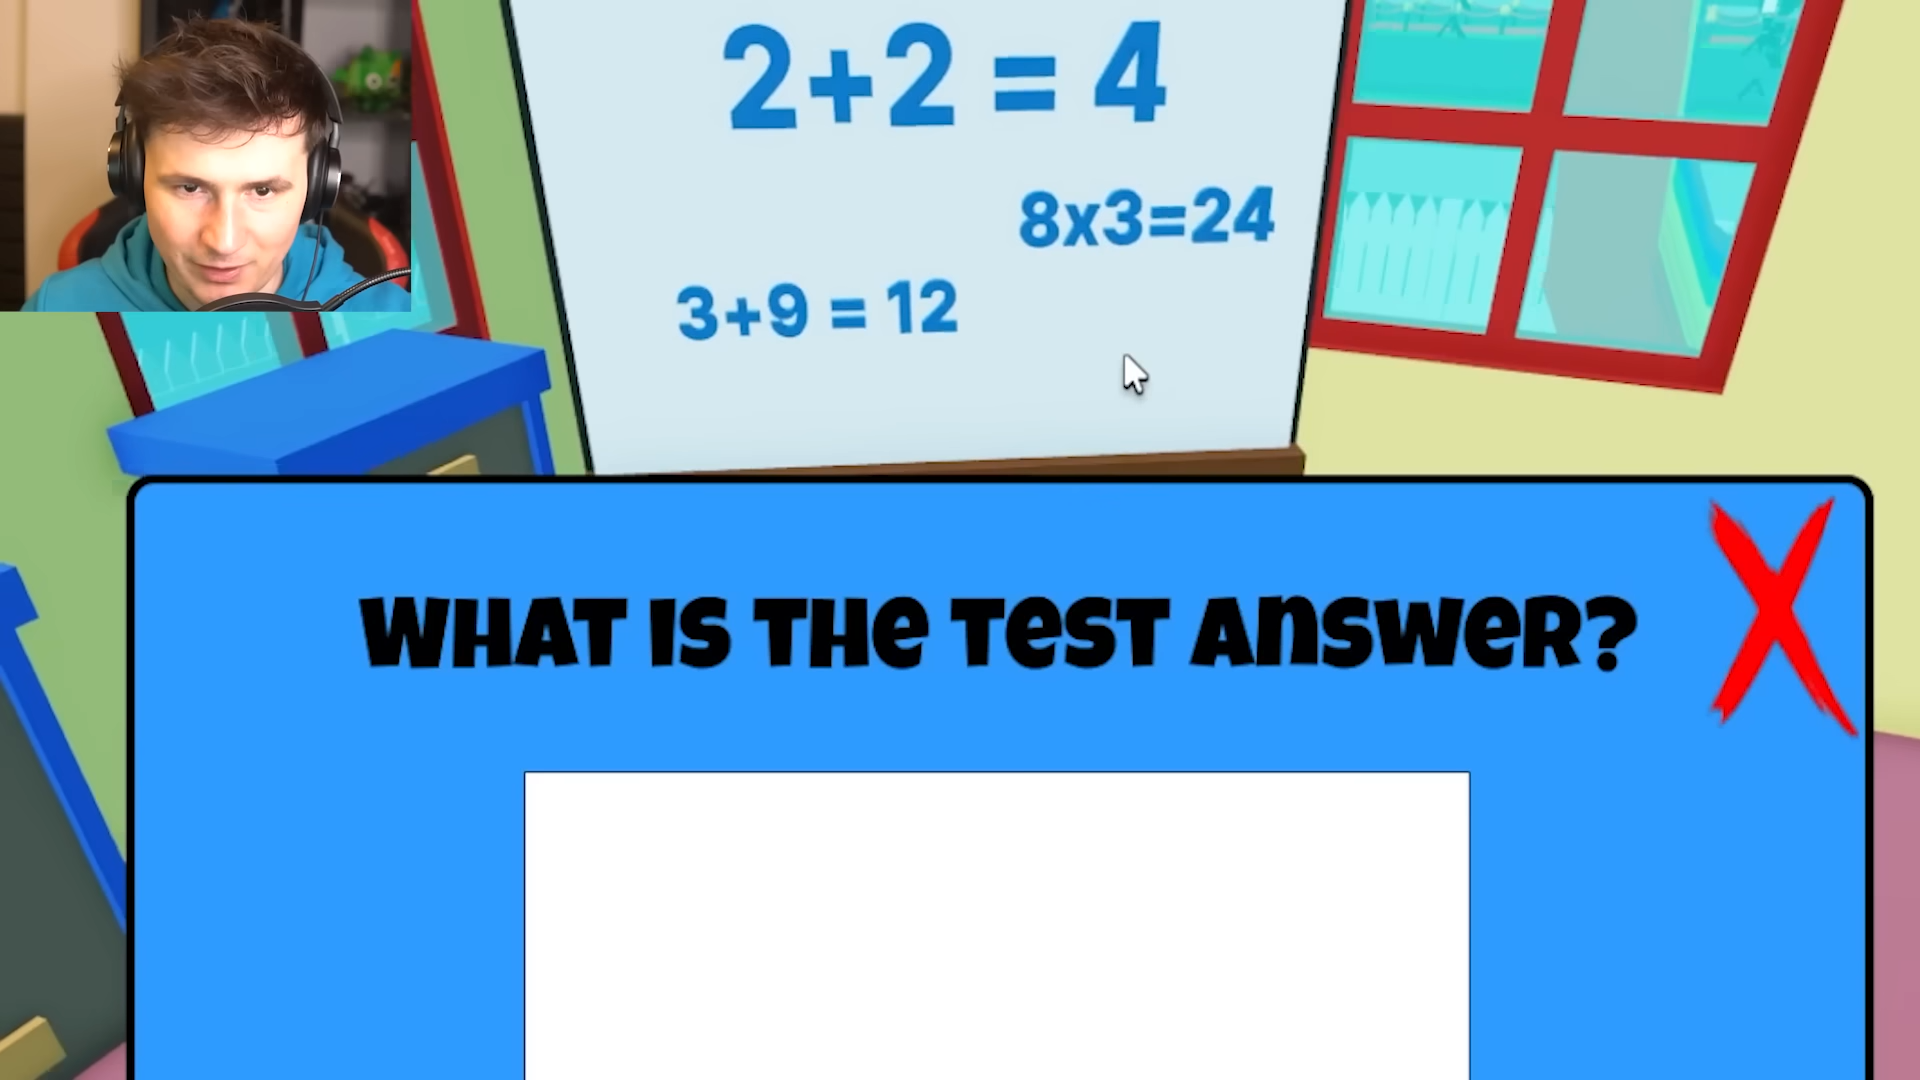 2+2 = 4
8x3=24
3+9 = 12
WHAT IS THE TEST ANSWER?